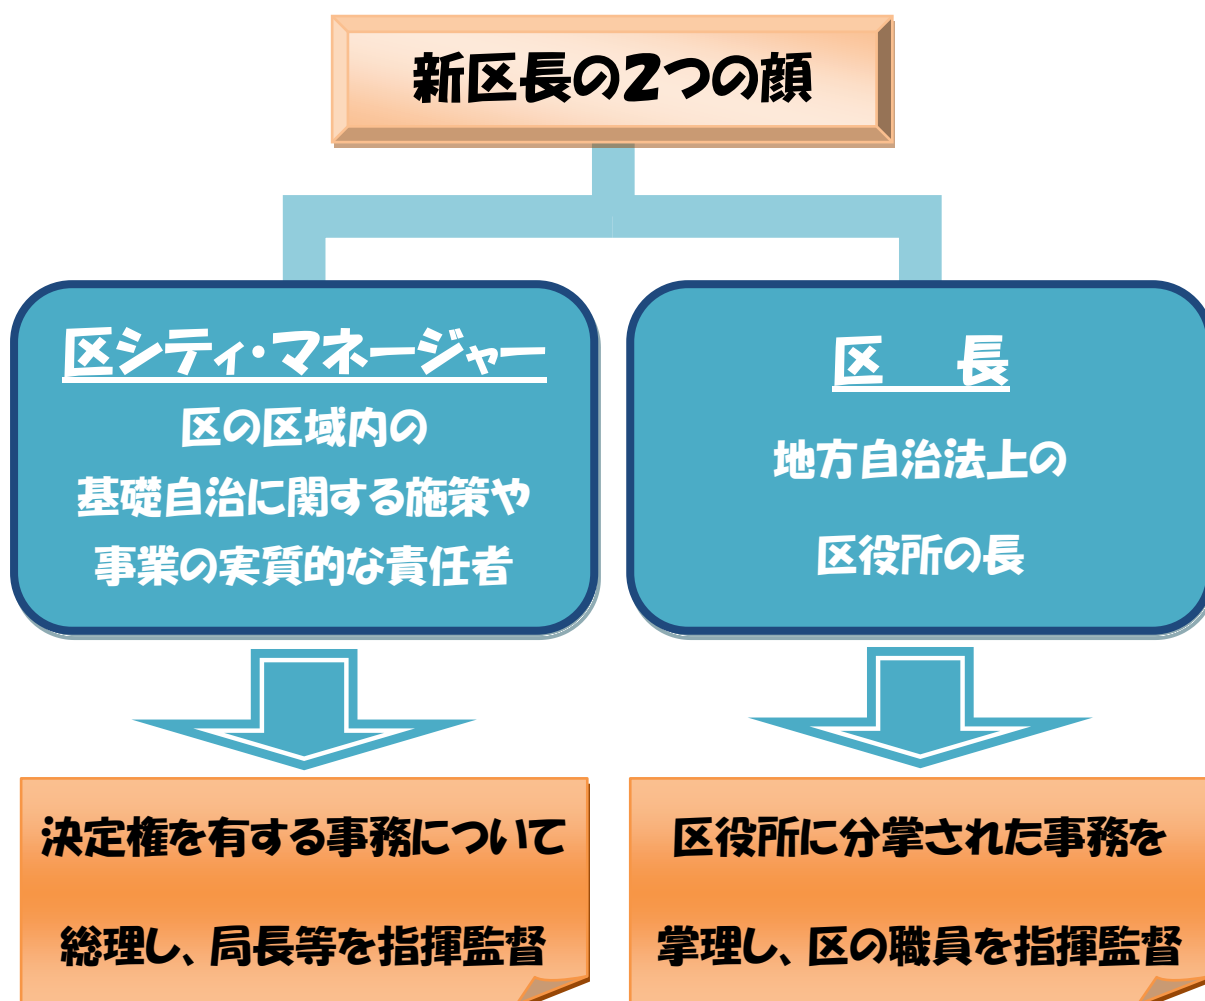 新区長の2つの顔
区シティ・マネージャー
区の区域内の
基礎自治に関する施策や
事業の実質的な責任者
区　長
地方自治法上の
区役所の長
決定権を有する事務について
総理し、局長等を指揮監督
区役所に分掌された事務を
掌理し、区の職員を指揮監督